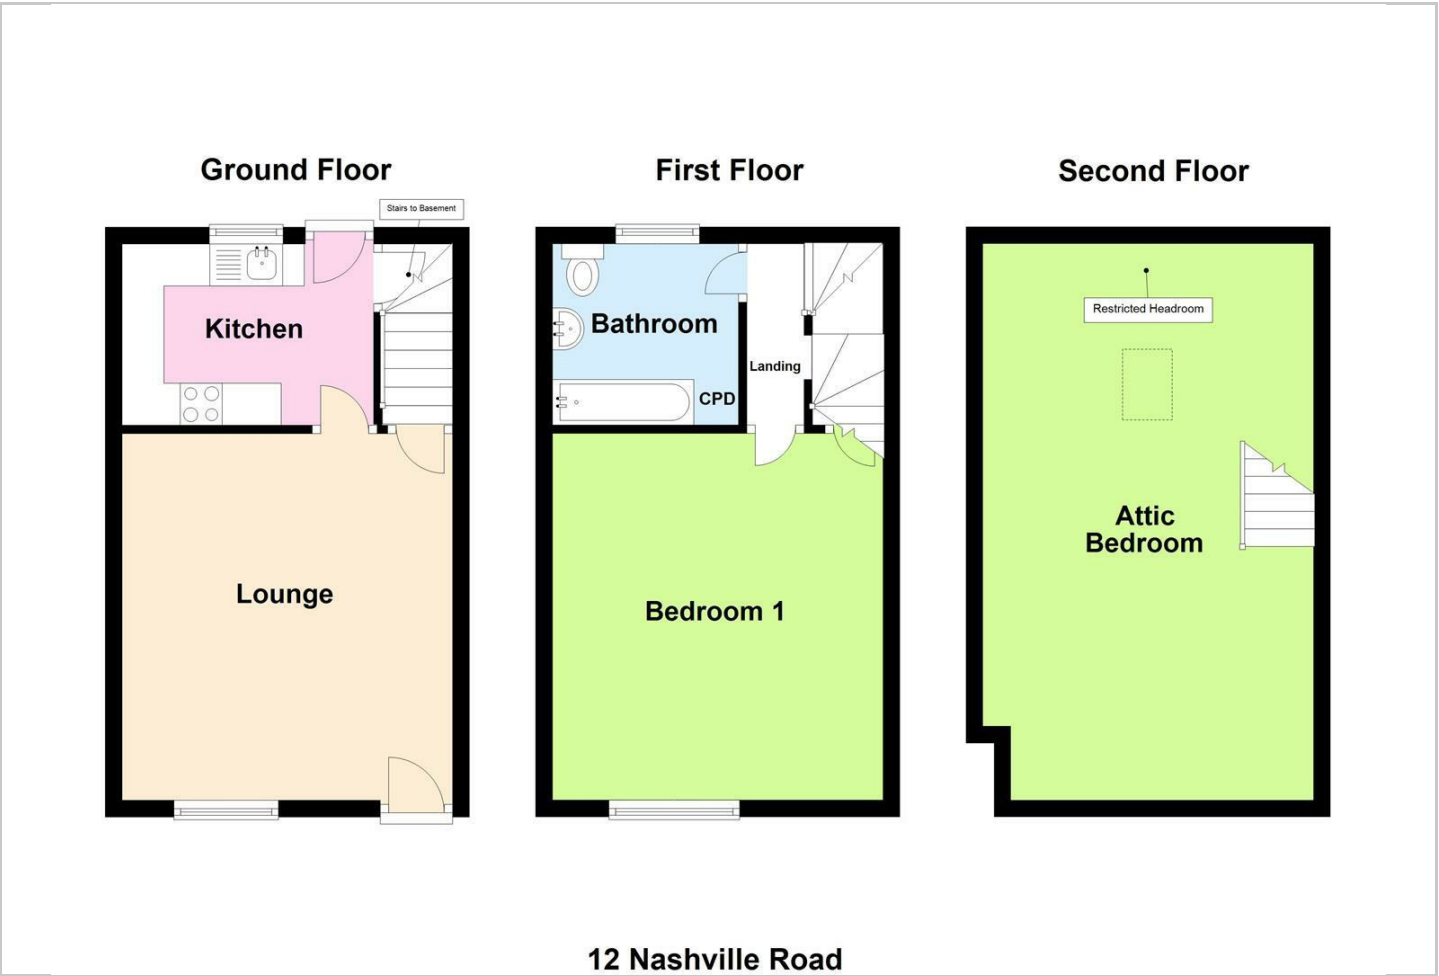 Ground Floor
First Floor
Second Floor
Stairs to Basement
Kitchen
Lounge
Bathroom
Landing
CPD
Bedroom 1
Restricted Headroom
Attic
Bedroom
12 Nashville Road